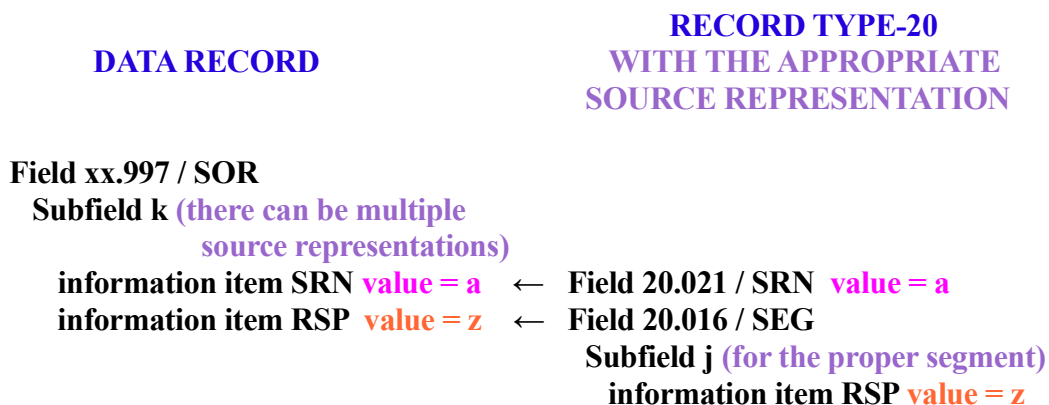 DATA RECORD
RECORD TYPE-20
WITH THE APPROPRIATE
SOURCE REPRESENTATION
Field xx.997 / SOR
Subfield k (there can be multiple
source representations)
information item SRN value = a ← Field 20.021 / SRN value = a
information item RSP value = z ← Field 20.016 / SEG
Subfield j (for the proper segment)
information item RSP value = z